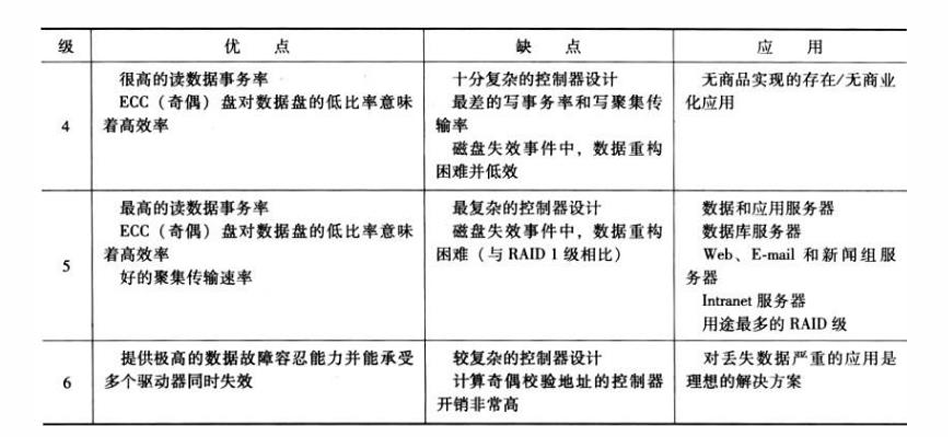 级 优 点 缺 点 应 用
4
很高的读数据事务率
ECC（奇偶）盘对数据盘的低比率意味
着高效率
十分复杂的控制器设计
最差的写事务率和写聚集传
输率
磁盘失效事件中，数据重构
困难并低效
无商品实现的存在/无商业
化应用
5
最高的读数据事务率
ECC（奇偶）盘对数据盘的低比率意味
着高效率
好的聚集传输速率
最复杂的控制器设计
磁盘失效事件中，数据重构
困难（与 RAID 1 级相比）
数据和应用服务器
数据库服务器
Web、E-mail 和新闻组服
务器
Intranet 服务器
用途最多的 RAID 级
6
提供极高的数据故障容忍能力并能承受
多个驱动器同时失效
较复杂的控制器设计
计算奇偶校验地址的控制器
开销非常高
对丢失数据严重的应用是
理想的解决方案